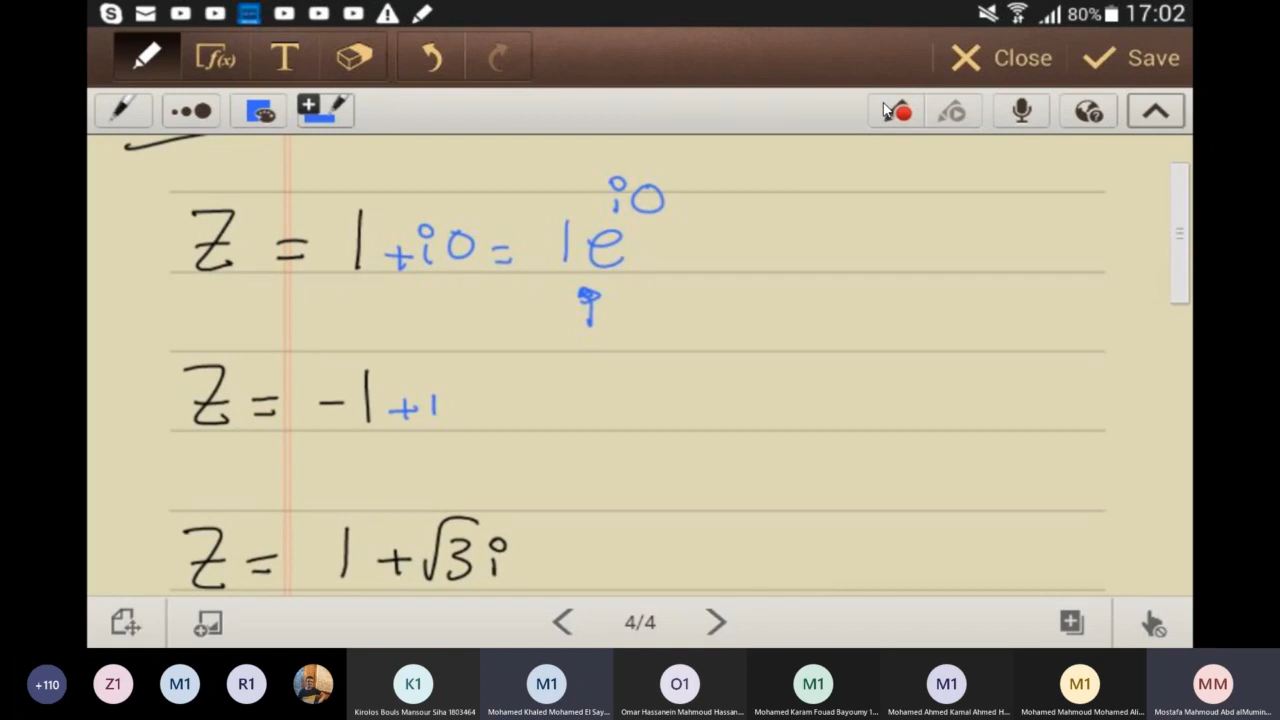 80% 17:02
f(x) T Close Save
Z = 1 + i0 = 1e^{i0}
Z = -1 + 1
Z = 1 + √3 i
4/4
+110 Z1 M1 R1 K1 M1 O1 M1 M1 M1 MM
Kirolos Bouls Mansour Siha 1803464 Mohamed Khaled Mohamed El Say... Omar Hassanein Mahmoud Hassan... Mohamed Karam Fouad Bayoumy 1... Mohamed Ahmed Kamal Ahmed H... Mohamed Mahmoud Mohamed Ali... Mostafa Mahmoud Abd alMumin...